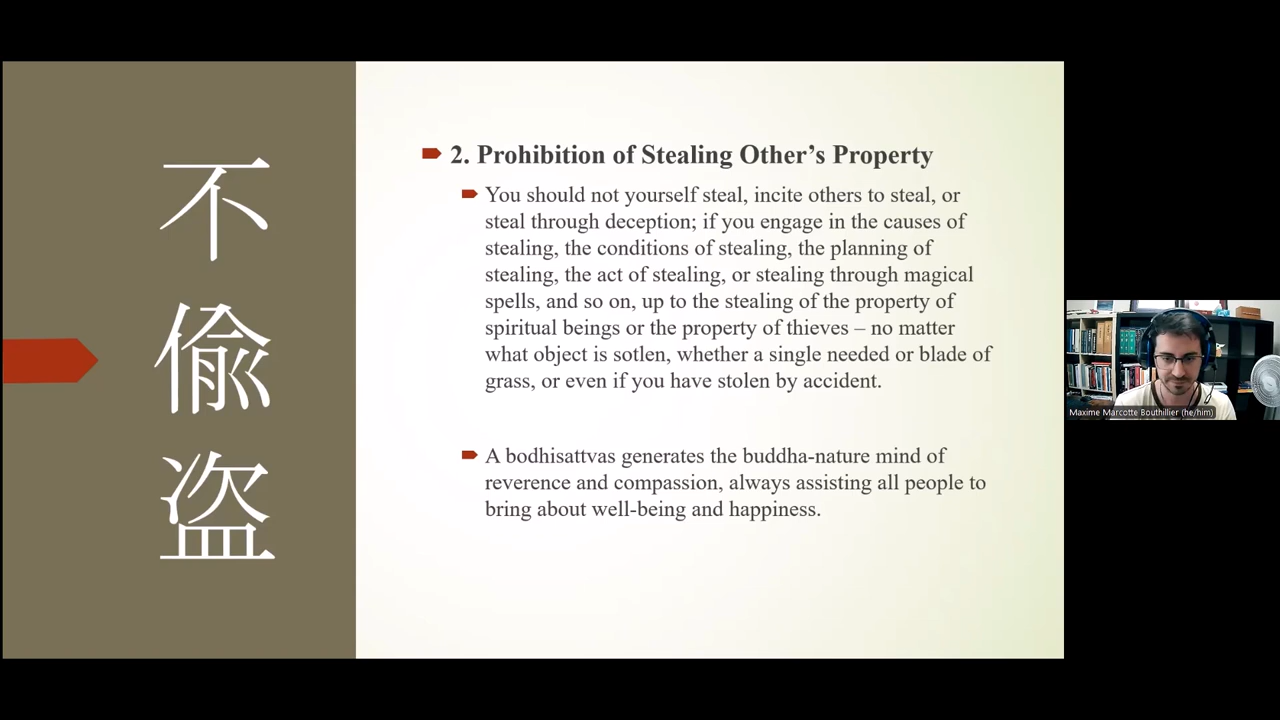 不偷盗
2. Prohibition of Stealing Other’s Property
You should not yourself steal, incite others to steal, or
steal through deception; if you engage in the causes of
stealing, the conditions of stealing, the planning of
stealing, the act of stealing, or stealing through magical
spells, and so on, up to the stealing of the property of
spiritual beings or the property of thieves – no matter
what object is sotlen, whether a single needed or blade of
grass, or even if you have stolen by accident.
A bodhisattvas generates the buddha-nature mind of
reverence and compassion, always assisting all people to
bring about well-being and happiness.
Maxime Marcotte Bouthillier (he/him)